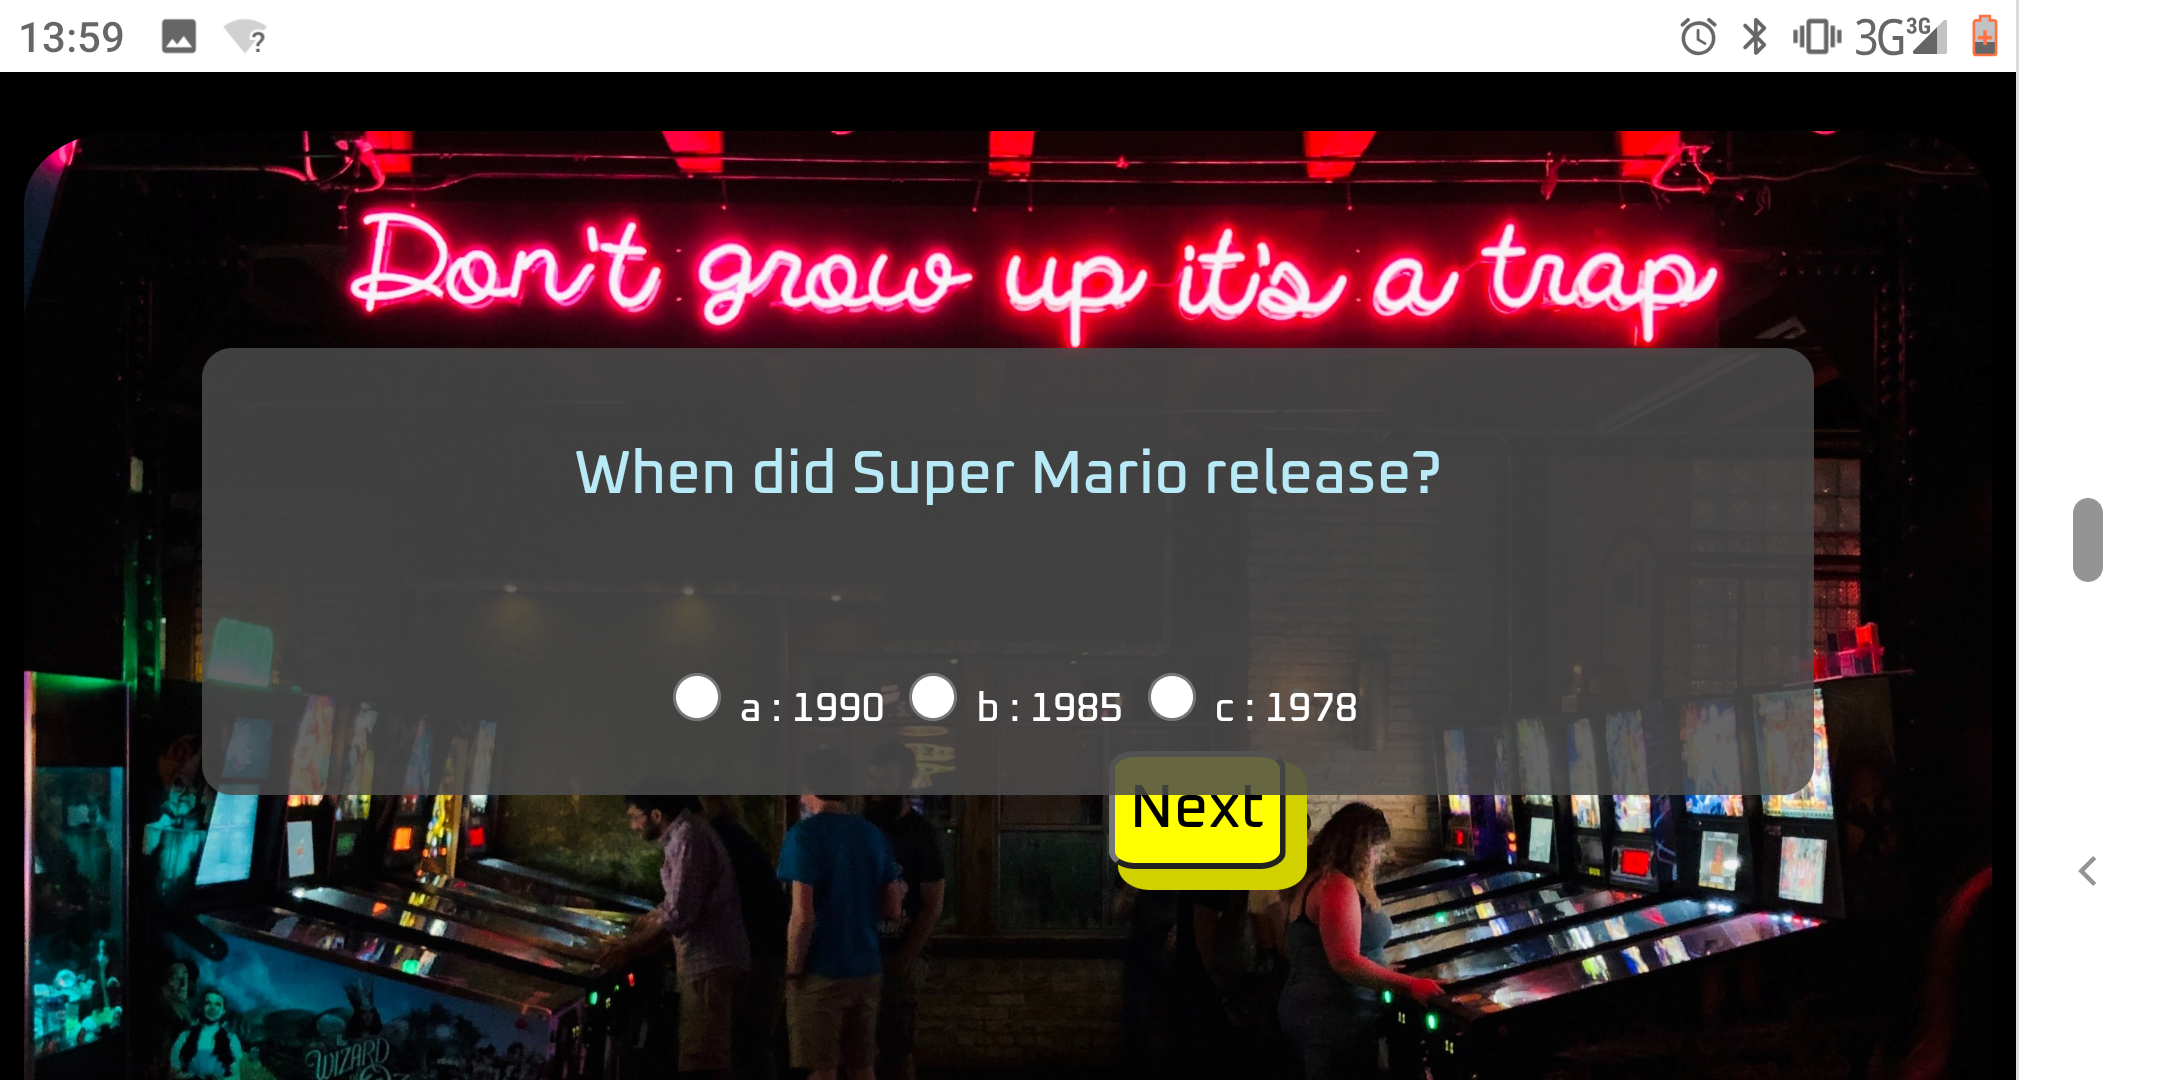 13:59
3G 3G
Don't grow up it's a trap
When did Super Mario release?
a : 1990 b : 1985 c : 1978
Next
The
WIZARD